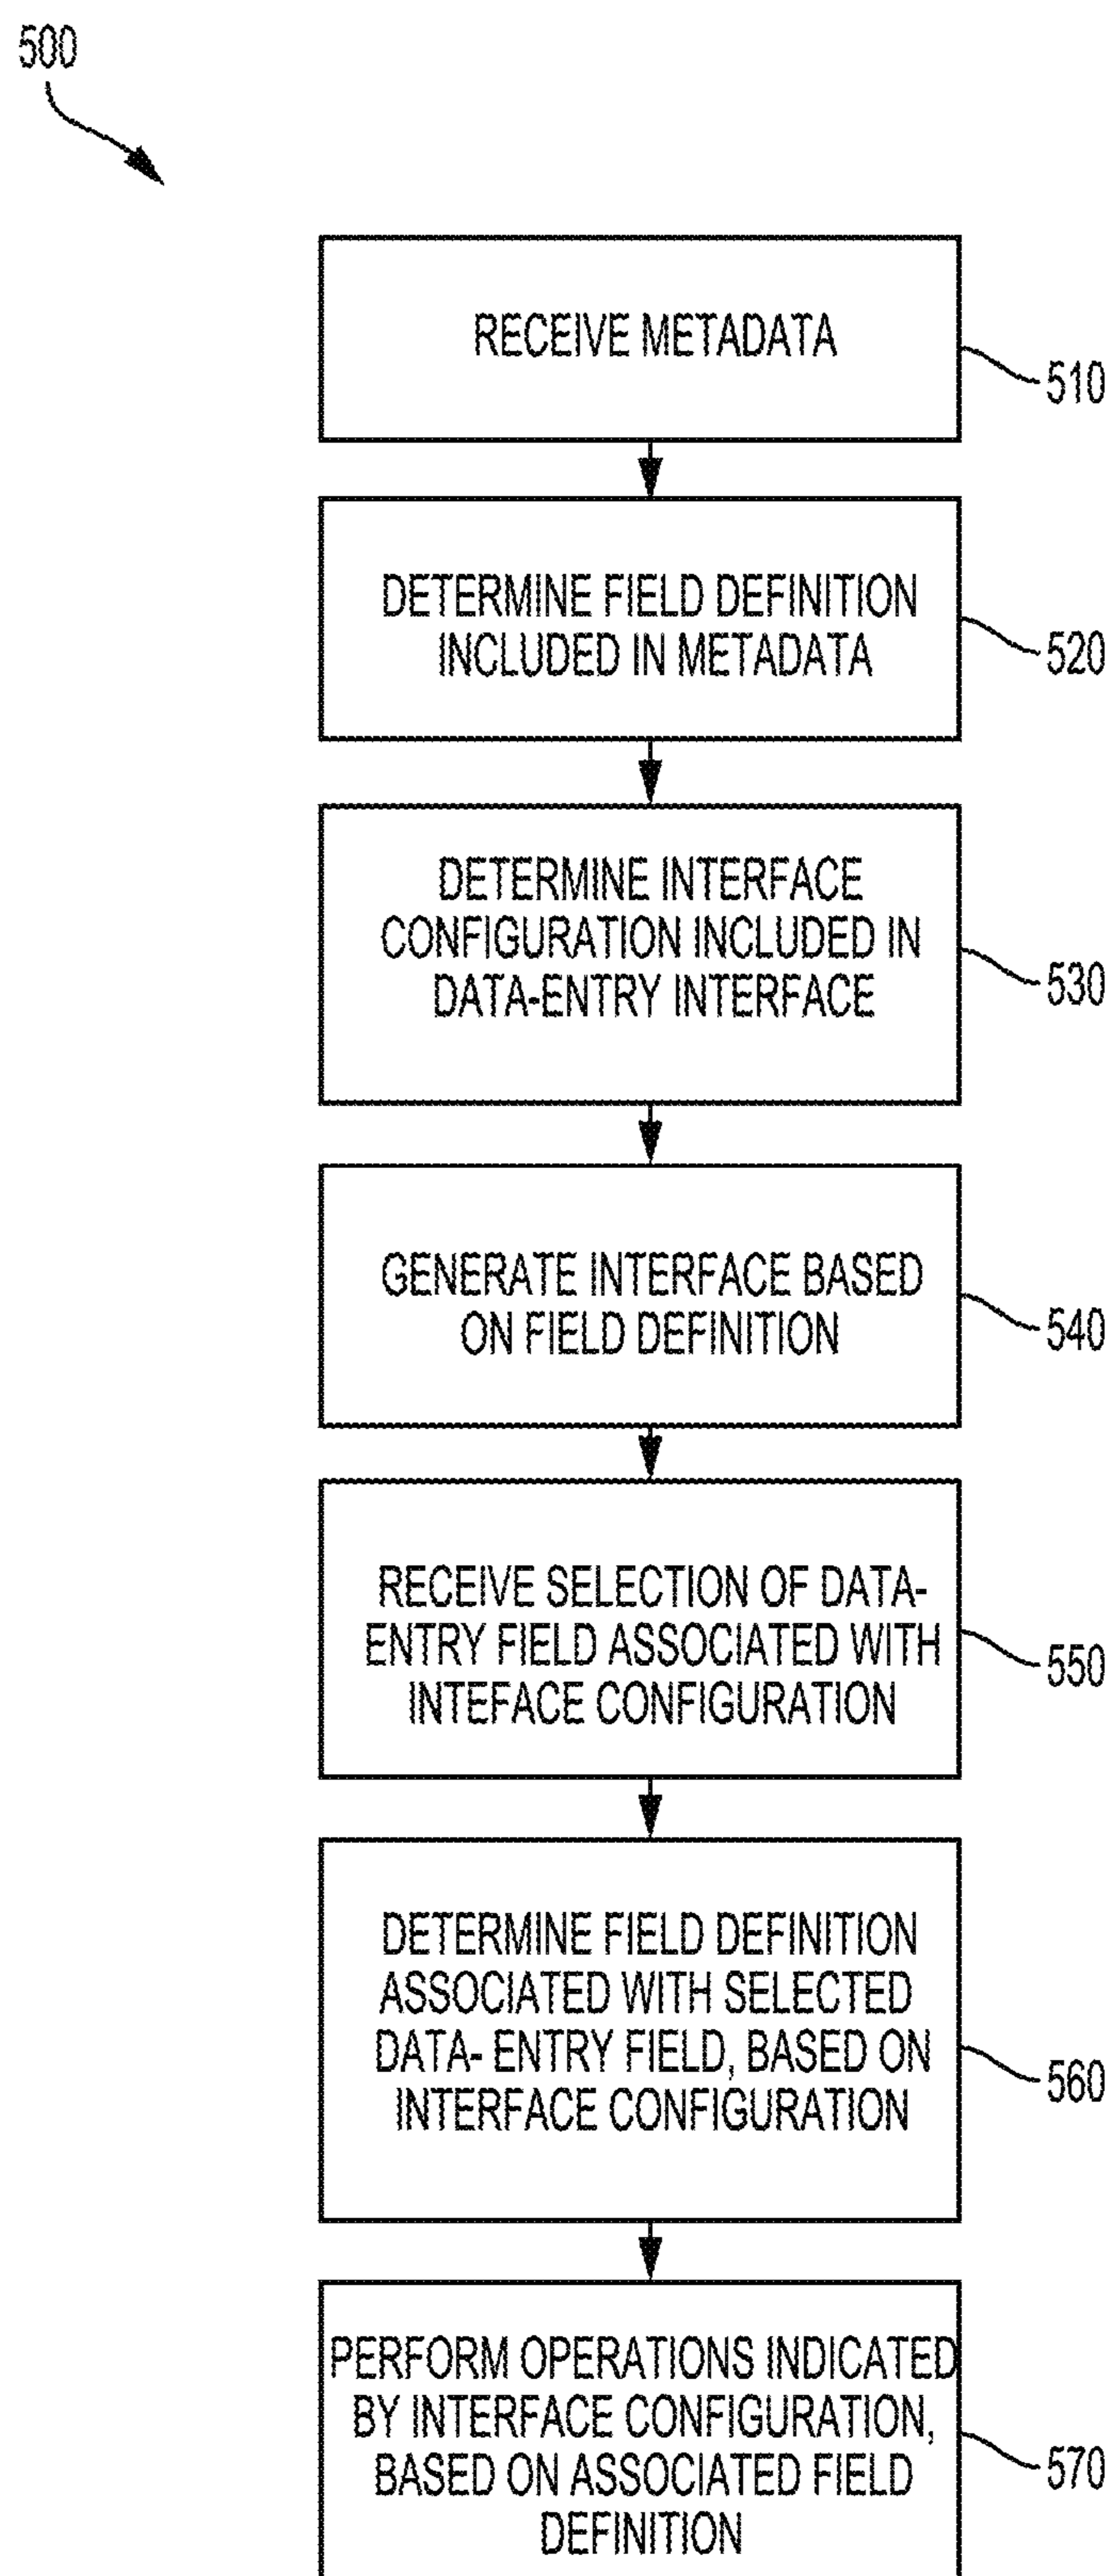 500
RECEIVE METADATA
510
DETERMINE FIELD DEFINITION
INCLUDED IN METADATA
520
DETERMINE INTERFACE
CONFIGURATION INCLUDED IN
DATA-ENTRY INTERFACE
530
GENERATE INTERFACE BASED
ON FIELD DEFINITION
540
RECEIVE SELECTION OF DATA-
ENTRY FIELD ASSOCIATED WITH
INTEFACE CONFIGURATION
550
DETERMINE FIELD DEFINITION
ASSOCIATED WITH SELECTED
DATA- ENTRY FIELD, BASED ON
INTERFACE CONFIGURATION
560
PERFORM OPERATIONS INDICATED
BY INTERFACE CONFIGURATION,
BASED ON ASSOCIATED FIELD
DEFINITION
570